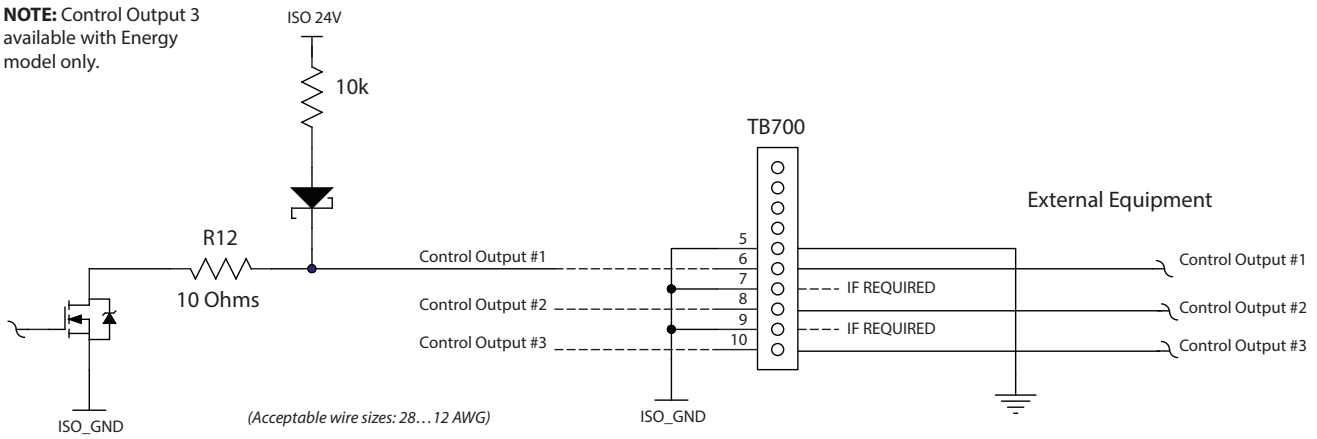 NOTE: Control Output 3
available with Energy
model only.
ISO 24V
10k
TB700
External Equipment
R12
10 Ohms
Control Output #1
Control Output #2
Control Output #3
5
6
7
8
9
10
IF REQUIRED
IF REQUIRED
Control Output #1
Control Output #2
Control Output #3
ISO_GND
(Acceptable wire sizes: 28…12 AWG)
ISO_GND